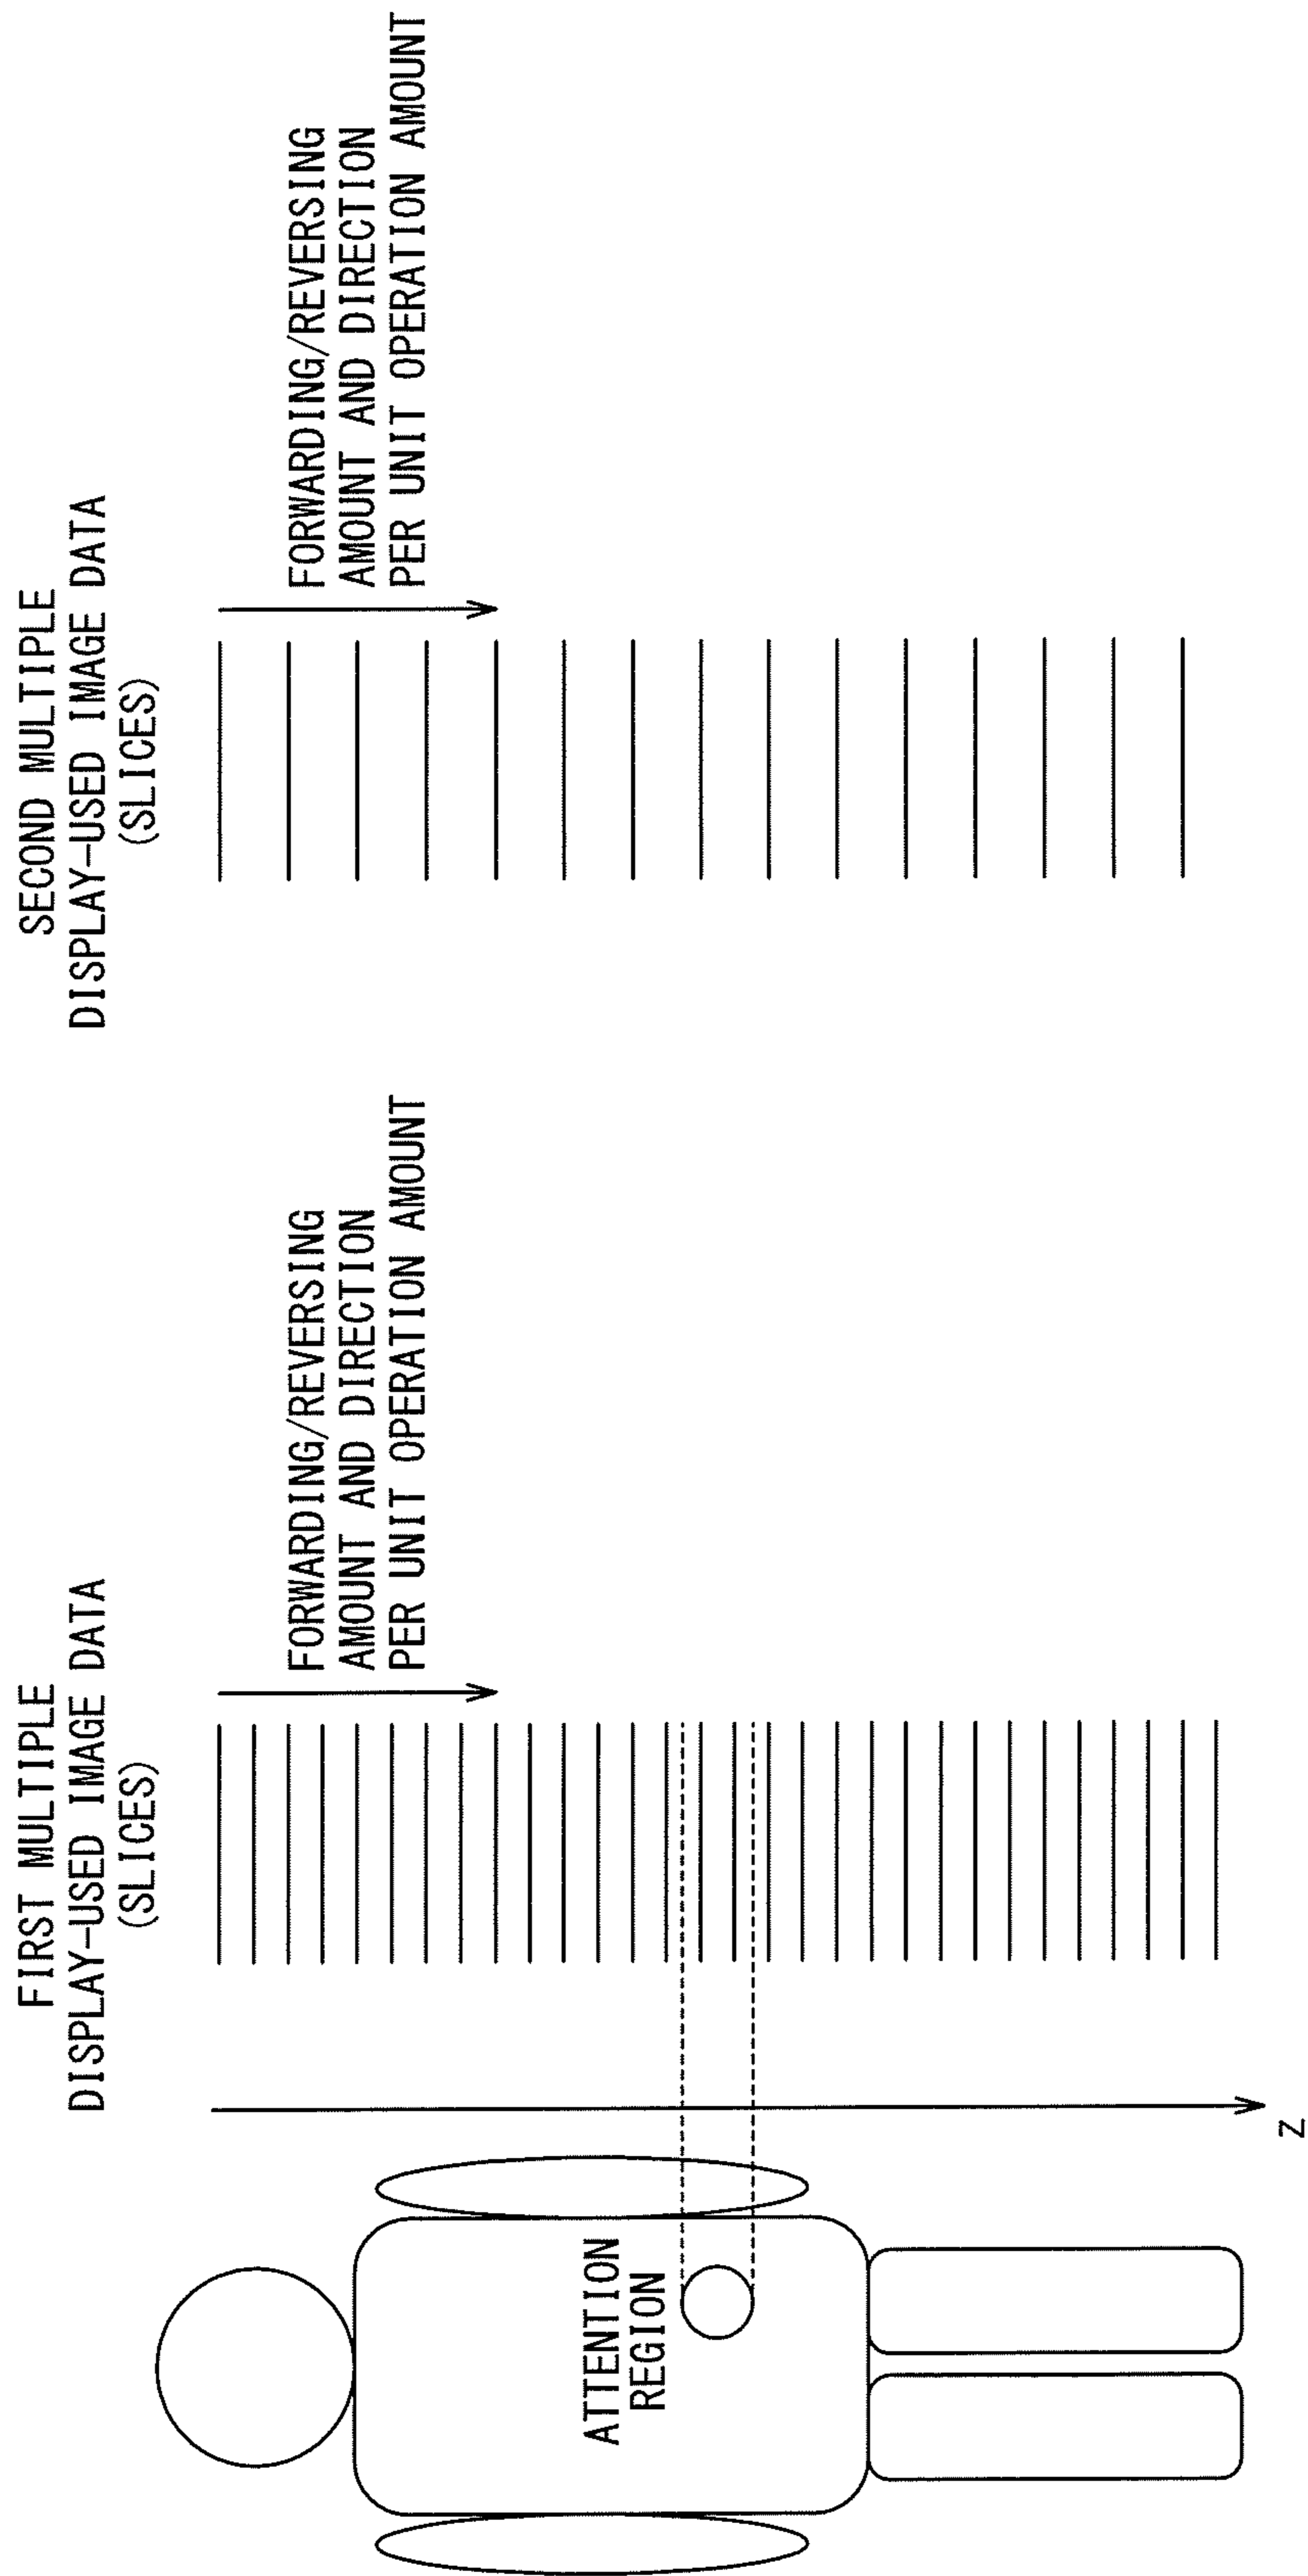 FIRST MULTIPLE
DISPLAY-USED IMAGE DATA
(SLICES)
FORWARDING/REVERSING
AMOUNT AND DIRECTION
PER UNIT OPERATION AMOUNT
SECOND MULTIPLE
DISPLAY-USED IMAGE DATA
(SLICES)
FORWARDING/REVERSING
AMOUNT AND DIRECTION
PER UNIT OPERATION AMOUNT
ATTENTION
REGION
Z